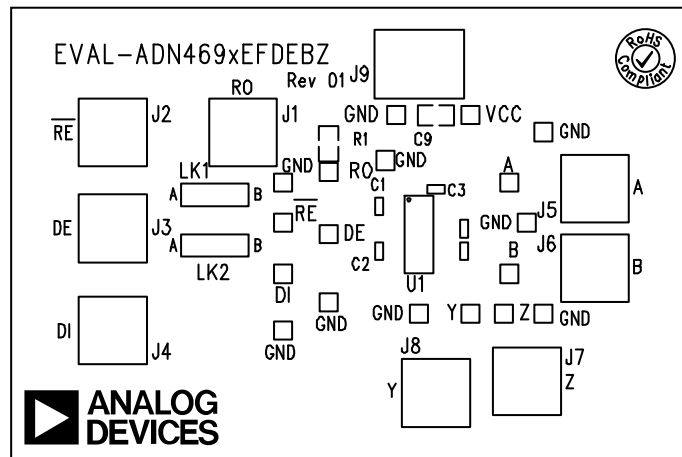 EVAL-ADN469xEFDEBZ
RoHS
Compliant
RO
Rev 01
J9
J2
J1
RE
GND
C9
VCC
R1
GND
LK1
GND
RO
GND
A
A
B
C1
C3
A
J5
RE
GND
DE
J3
DE
A
B
J6
LK2
C2
B
B
U1
DI
DI
GND
GND
Y
Z
GND
J4
GND
J8
J7
Y
Z
ANALOG
DEVICES